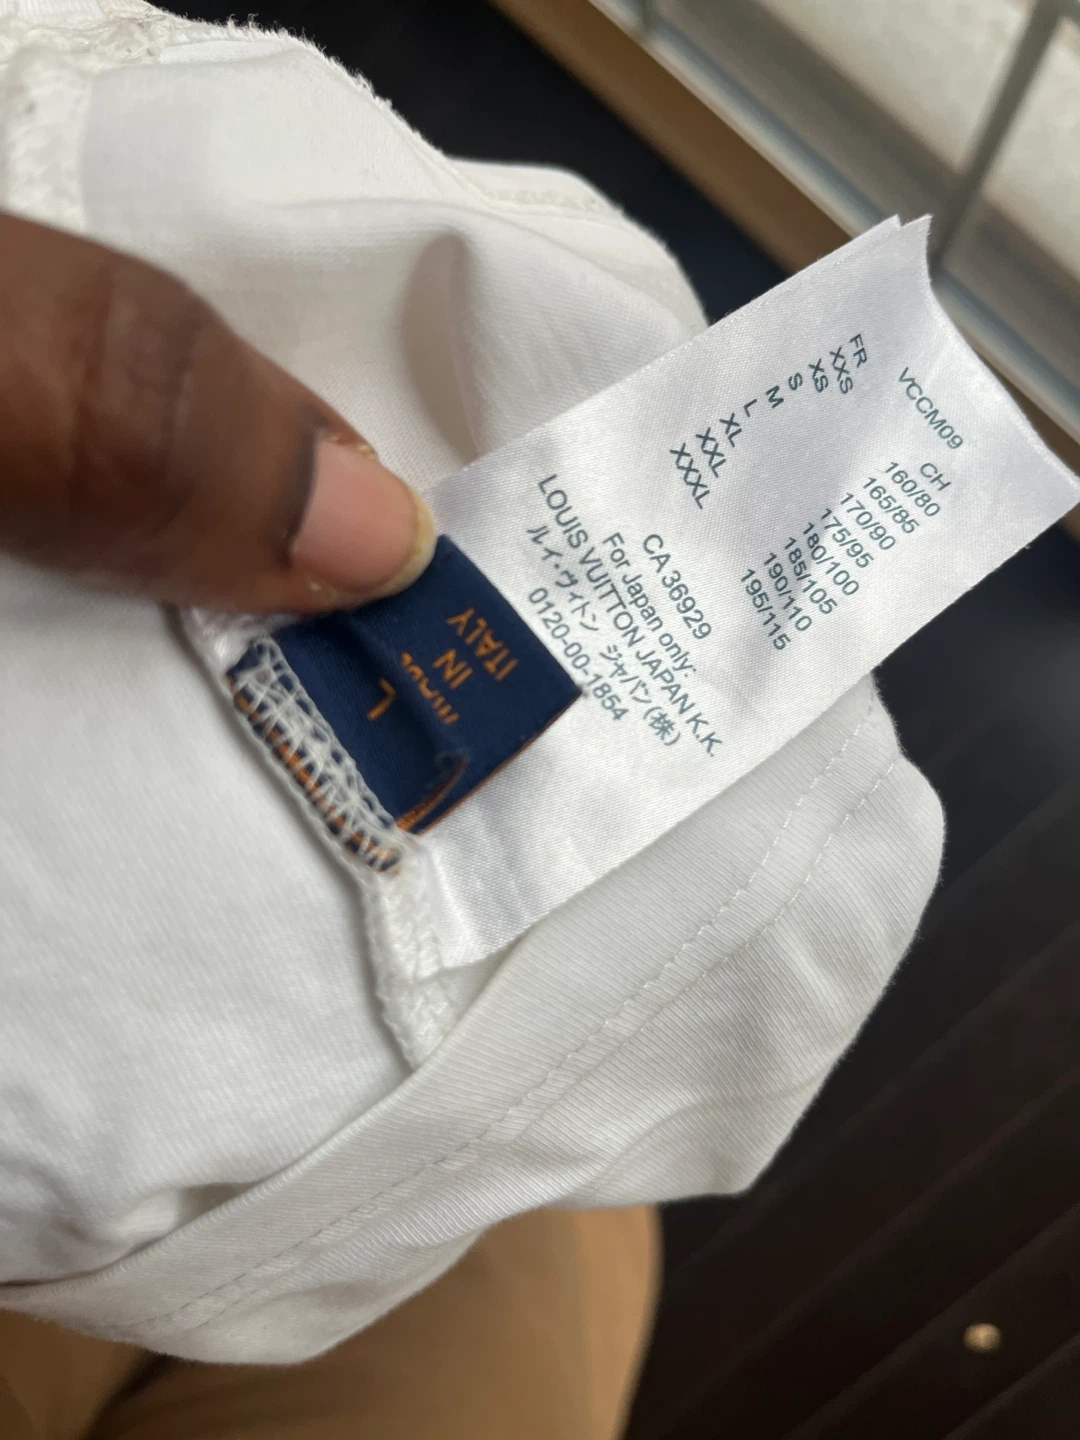 VCCM09
FR CH
XXS 160/80
XS 165/85
S 170/90
M 175/95
L 180/100
XL 185/105
XXL 190/110
XXXL 195/115
CA 36929
For Japan only:
LOUIS VUITTON JAPAN K.K.
ルイ・ヴィトン ジャパン(株)
0120-00-1854
L
MADE
IN
ITALY